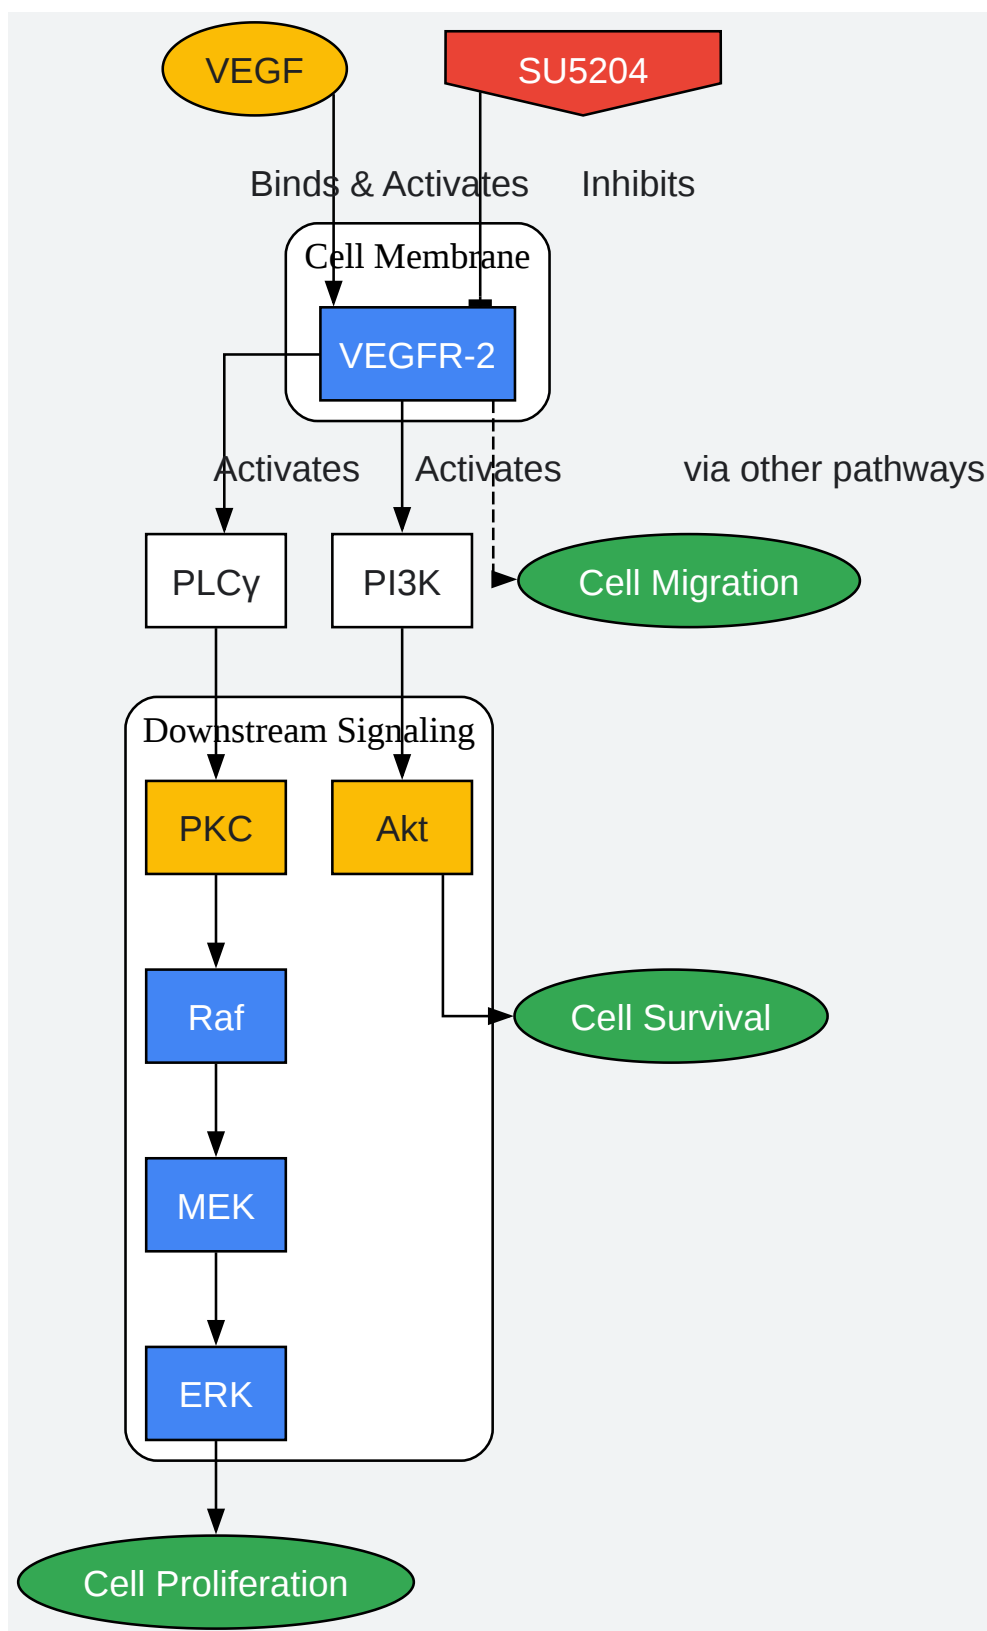 VEGF
SU5204
Binds & Activates
Inhibits
Cell Membrane
VEGFR-2
Activates
Activates
via other pathways
PLCγ
PI3K
Cell Migration
Downstream Signaling
PKC
Akt
Raf
Cell Survival
MEK
ERK
Cell Proliferation